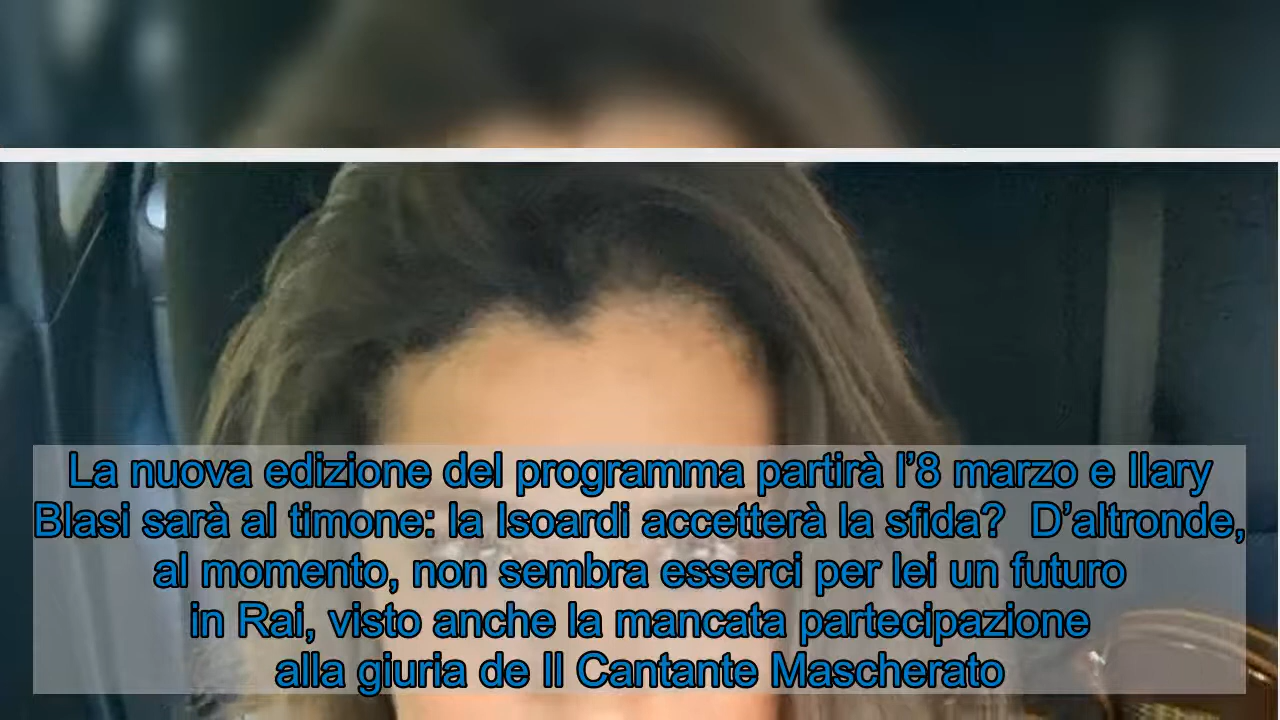 La nuova edizione del programma partirà l’8 marzo e Ilary
Blasi sarà al timone: la Isoardi accetterà la sfida?  D’altronde,
al momento, non sembra esserci per lei un futuro
in Rai, visto anche la mancata partecipazione
alla giuria de Il Cantante Mascherato